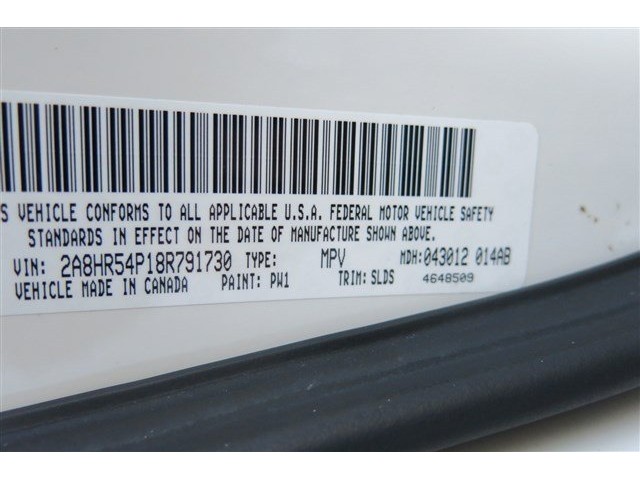 S VEHICLE CONFORMS TO ALL APPLICABLE U.S.A. FEDERAL MOTOR VEHICLE SAFETY
STANDARDS IN EFFECT ON THE DATE OF MANUFACTURE SHOWN ABOVE.
VIN: 2A8HR54P18R791730 TYPE: MPV MDH:043012 014AB
VEHICLE MADE IN CANADA PAINT: PW1 TRIM: SLDS 4648509